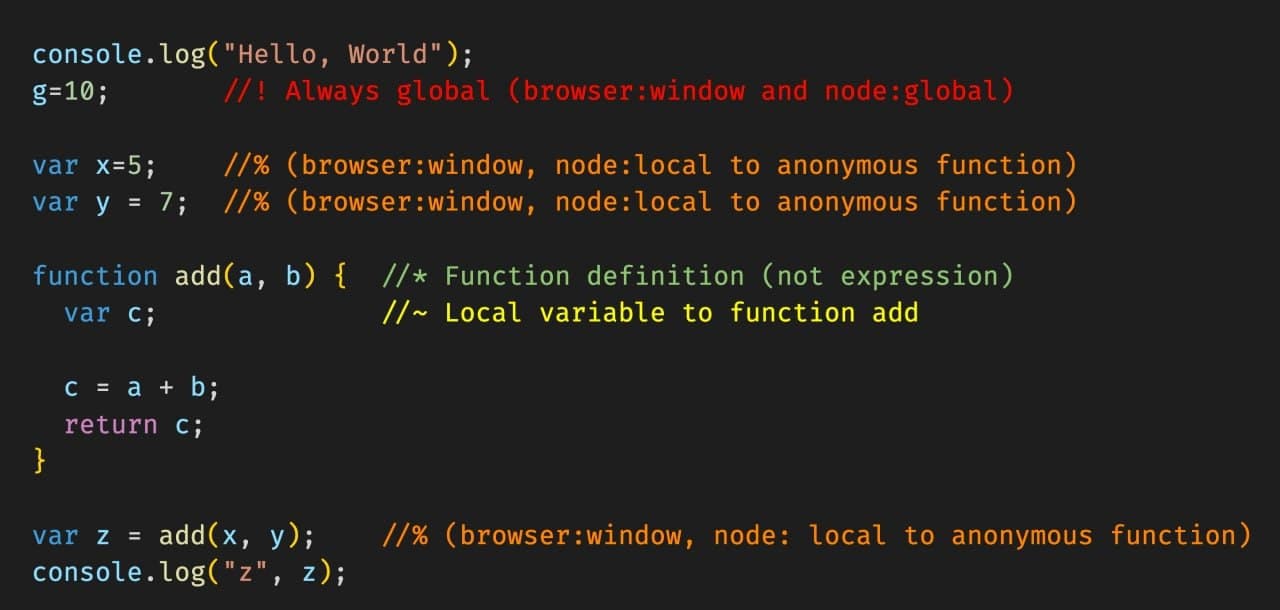 console.log("Hello, World");
g=10;       //! Always global (browser:window and node:global)
var x=5;    //% (browser:window, node:local to anonymous function)
var y = 7;  //% (browser:window, node:local to anonymous function)
function add(a, b) {  //* Function definition (not expression)
  var c;              //~ Local variable to function add
  c = a + b;
  return c;
}
var z = add(x, y);    //% (browser:window, node: local to anonymous function)
console.log("z", z);